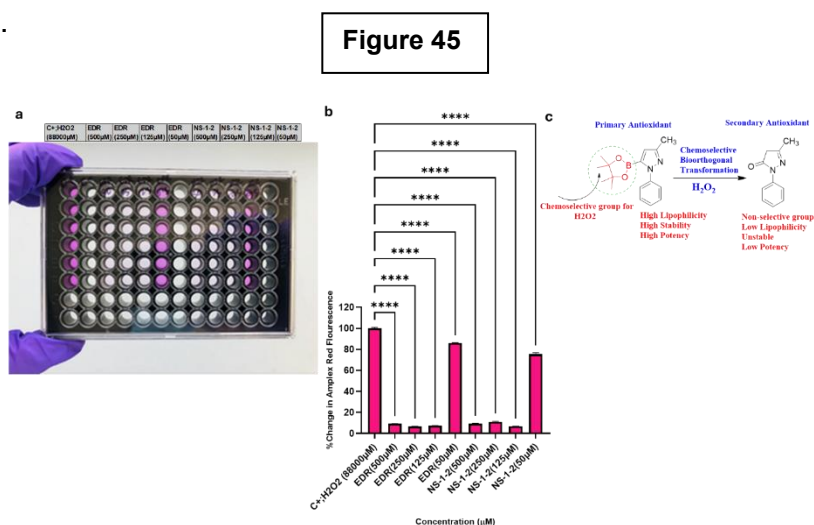 .
Figure 45
a
C+;H2O2 (88000µM)
EDR (500µM)
EDR (250µM)
EDR (125µM)
EDR (50µM)
NS-1-2 (500µM)
NS-1-2 (250µM)
NS-1-2 (125µM)
NS-1-2 (50µM)
LE
b
****
****
****
****
****
****
****
****
%Change in Amplex Red Flourescence
120
100
80
60
40
20
0
C+;H2O2 (88000µM)
EDR(500µM)
EDR(250µM)
EDR(125µM)
EDR(50µM)
NS-1-2(500µM)
NS-1-2(250µM)
NS-1-2(125µM)
NS-1-2(50µM)
Concentration (µM)
c
Primary Antioxidant
CH3
O
B
O
N
N
Chemoselective group for
H2O2
High Lipophilicity
High Stability
High Potency
Chemoselective
Bioorthogonal
Transformation
H2O2
Secondary Antioxidant
CH3
O
N
N
Non-selective group
Low Lipophilicity
Unstable
Low Potency